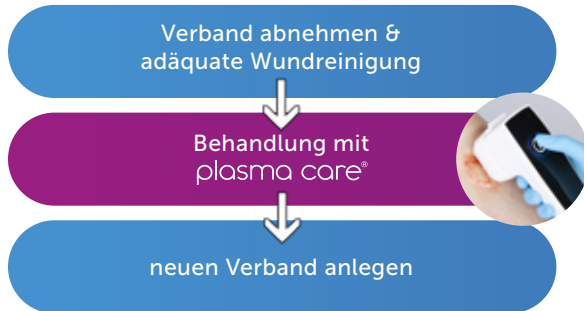 Verband abnehmen &
adäquate Wundreinigung
Behandlung mit
plasma care®
neuen Verband anlegen